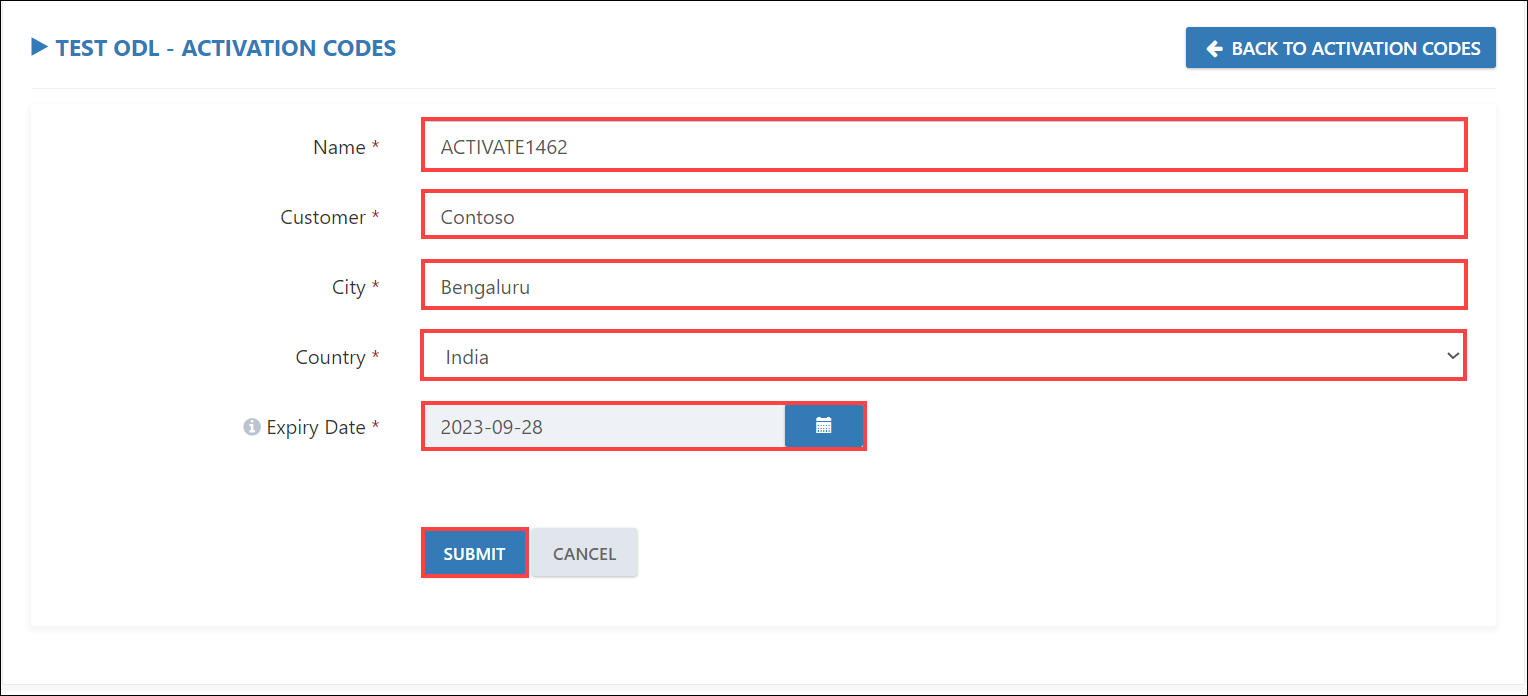 TEST ODL - ACTIVATION CODES
BACK TO ACTIVATION CODES
Name * ACTIVATE1462
Customer * Contoso
City * Bengaluru
Country * India
Expiry Date * 2023-09-28
SUBMIT CANCEL